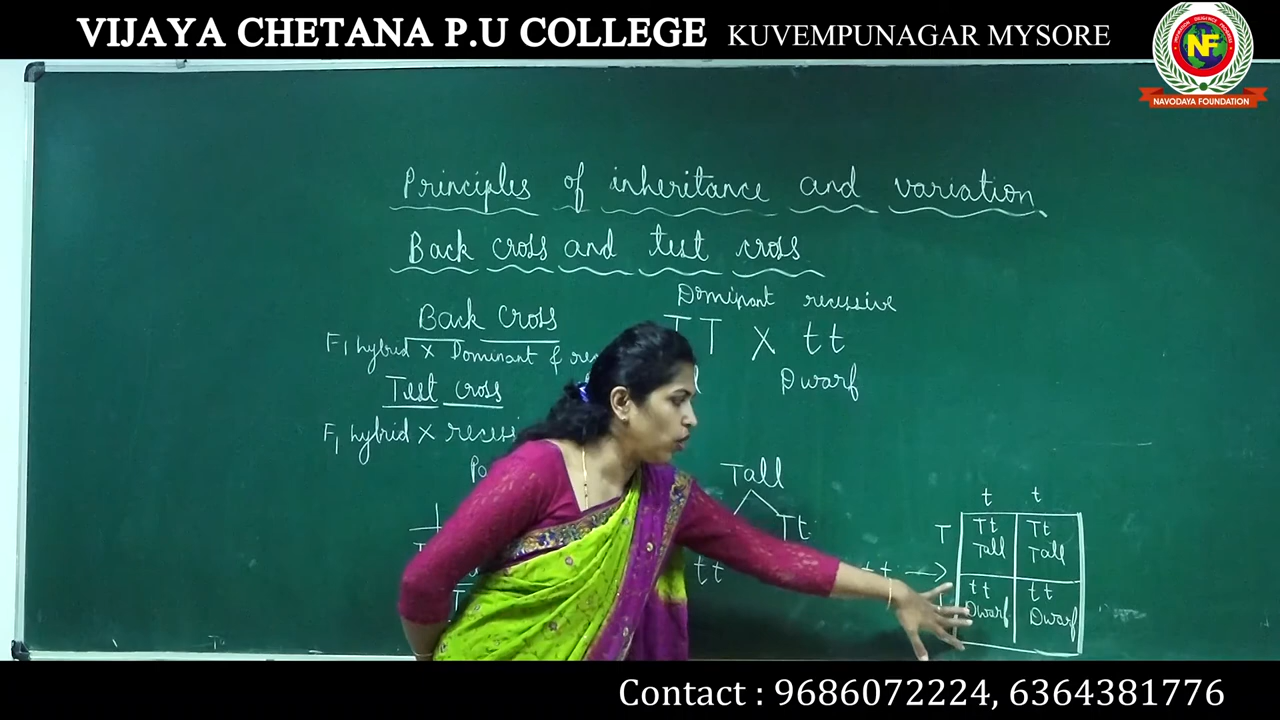 VIJAYA CHETANA P.U COLLEGE KUVEMPUNAGAR MYSORE
NF
NAVODAYA FOUNDATION
Principles of inheritance and variation
Back cross and test cross
Dominant recessive
Back Cross
TT X tt
F1 hybrid X Dominant &
Dwarf
Test cross
F1 hybrid X
Tall
Tt
tt
t t
T Tt Tt
Tall Tall
tt tt
Dwarf Dwarf
Contact : 9686072224, 6364381776